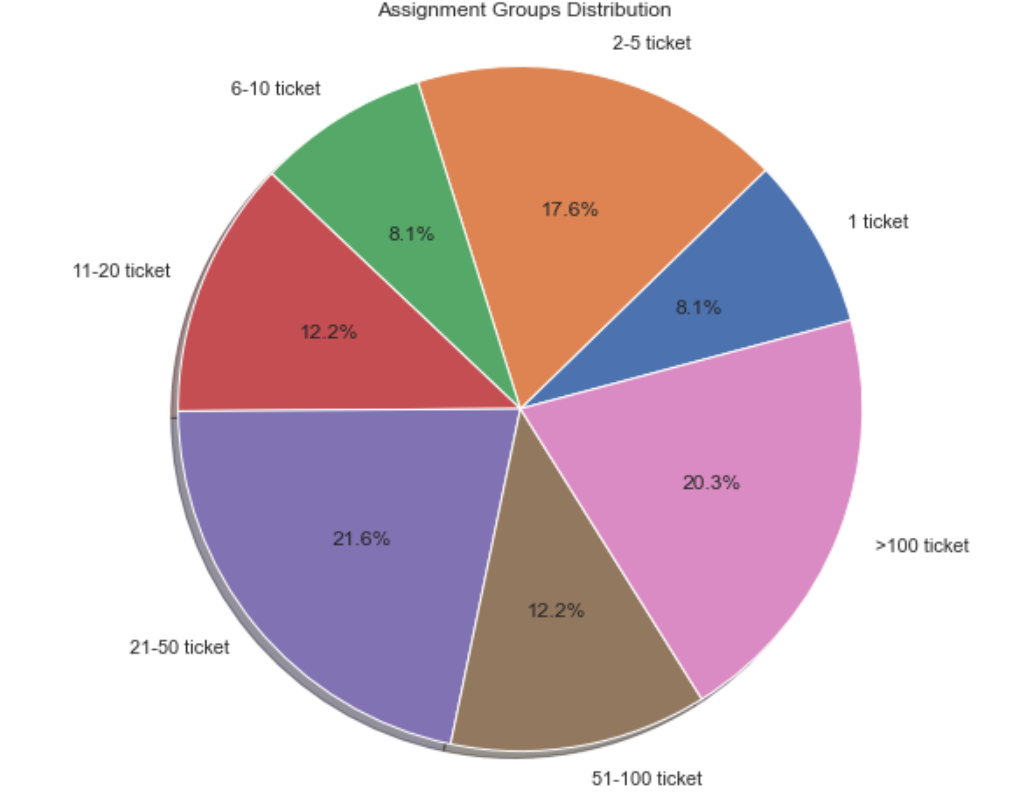 Assignment Groups Distribution
2-5 ticket
6-10 ticket
17.6%
1 ticket
8.1%
11-20 ticket
8.1%
12.2%
20.3%
21.6%
>100 ticket
12.2%
21-50 ticket
51-100 ticket